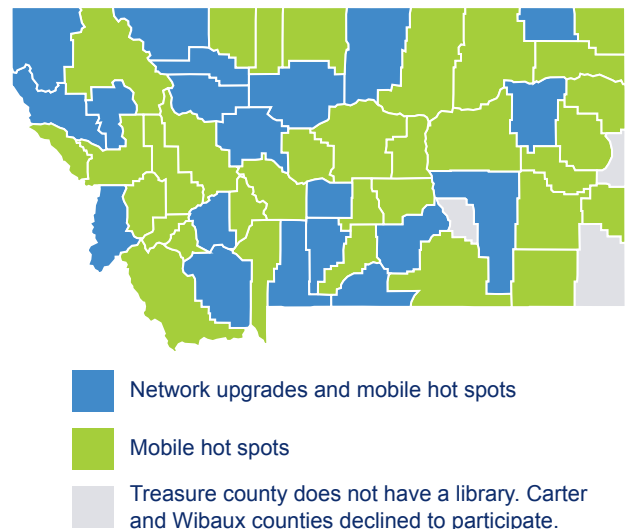 Network upgrades and mobile hot spots
Mobile hot spots
Treasure county does not have a library. Carter
and Wibaux counties declined to participate.